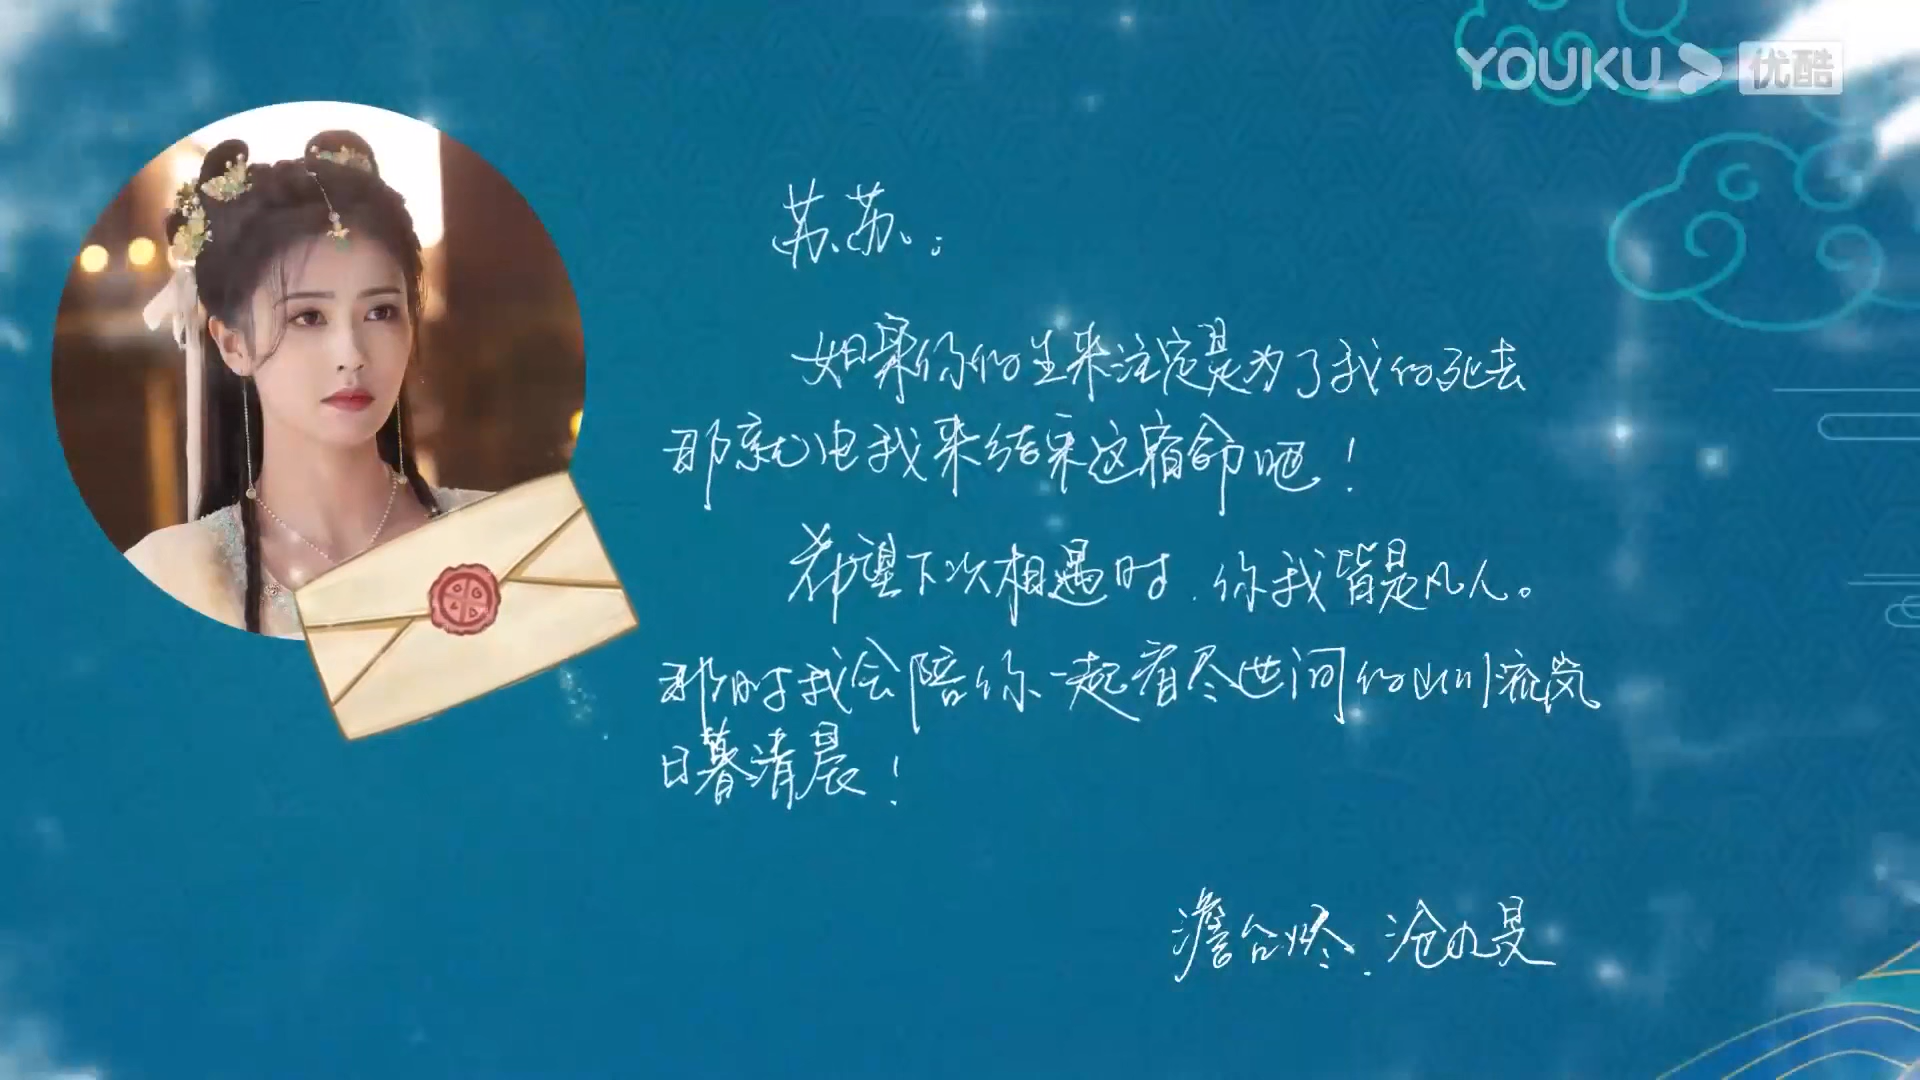 YOUKU 优酷
苏苏:
如果你的生来注定是为了我的死去
那就由我来结束这宿命吧!
希望下次相遇时,你我皆是凡人。
那时我会陪你一起看尽世间的山川流岚
日暮清晨!
澹台烬.沧九旻